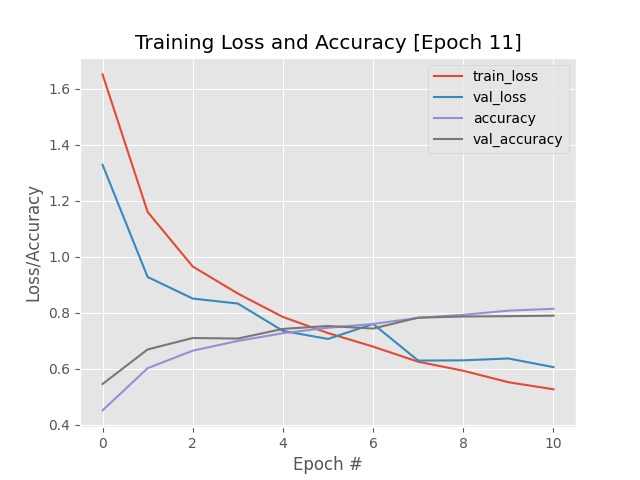 Training Loss and Accuracy [Epoch 11]
train_loss
val_loss
accuracy
val_accuracy
Loss/Accuracy
1.6
1.4
1.2
1.0
0.8
0.6
0.4
0 2 4 6 8 10
Epoch #